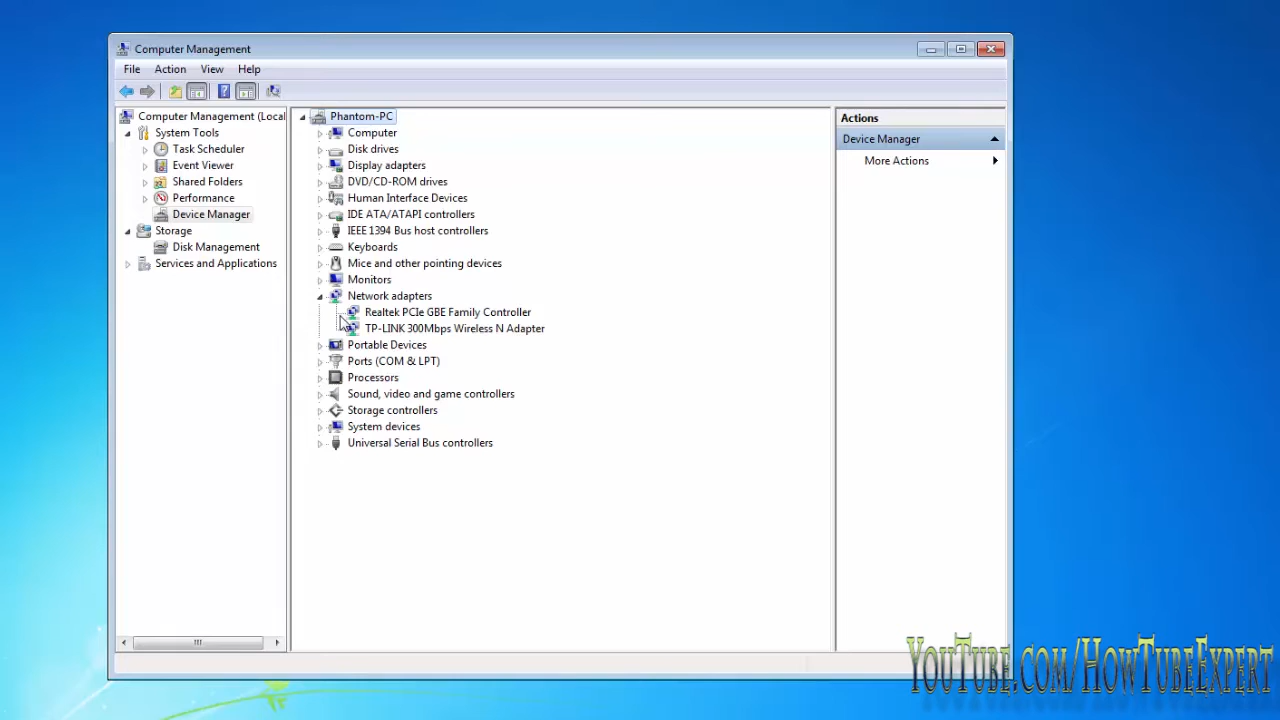 Computer Management
File Action View Help
Computer Management (Local
System Tools
Task Scheduler
Event Viewer
Shared Folders
Performance
Device Manager
Storage
Disk Management
Services and Applications
Phantom-PC
Computer
Disk drives
Display adapters
DVD/CD-ROM drives
Human Interface Devices
IDE ATA/ATAPI controllers
IEEE 1394 Bus host controllers
Keyboards
Mice and other pointing devices
Monitors
Network adapters
Realtek PCIe GBE Family Controller
TP-LINK 300Mbps Wireless N Adapter
Portable Devices
Ports (COM & LPT)
Processors
Sound, video and game controllers
Storage controllers
System devices
Universal Serial Bus controllers
Actions
Device Manager
More Actions
YouTube.com/HowTubeExpert